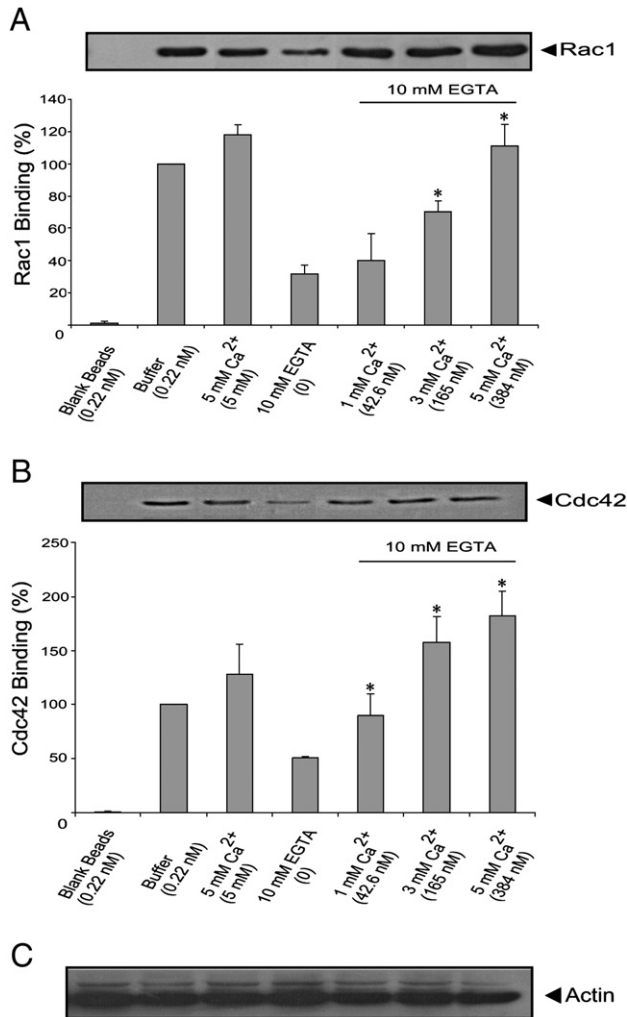 A
Rac1
10 mM EGTA
Rac1 Binding (%)
140
120
100
80
60
40
20
0
*
*
Blank Beads (0.22 nM)
Buffer (0.22 nM)
5 mM Ca2+ (5 mM)
10 mM EGTA (0)
1 mM Ca2+ (42.6 nM)
3 mM Ca2+ (165 nM)
5 mM Ca2+ (384 nM)
B
Cdc42
10 mM EGTA
Cdc42 Binding (%)
250
200
150
100
50
0
*
*
*
Blank Beads (0.22 nM)
Buffer (0.22 nM)
5 mM Ca2+ (5 mM)
10 mM EGTA (0)
1 mM Ca2+ (42.6 nM)
3 mM Ca2+ (165 nM)
5 mM Ca2+ (384 nM)
C
Actin